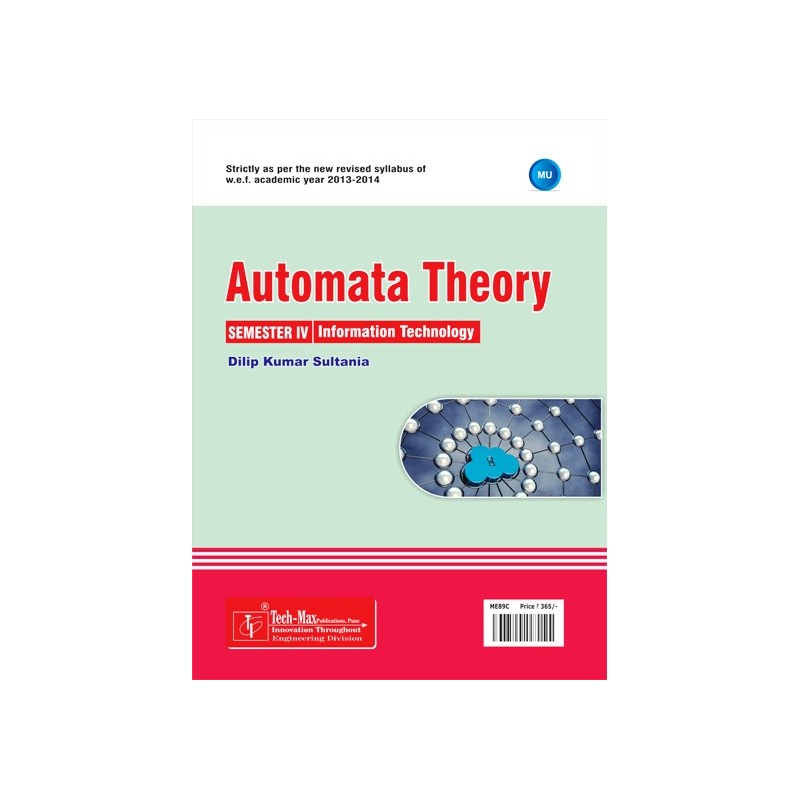 Strictly as per the new revised syllabus of
w.e.f. academic year 2013-2014
MU
Automata Theory
SEMESTER IV Information Technology
Dilip Kumar Sultania
®
Tech-Max Publications, Pune
Innovation Throughout
Engineering Division
ME89C Price ₹ 365/-